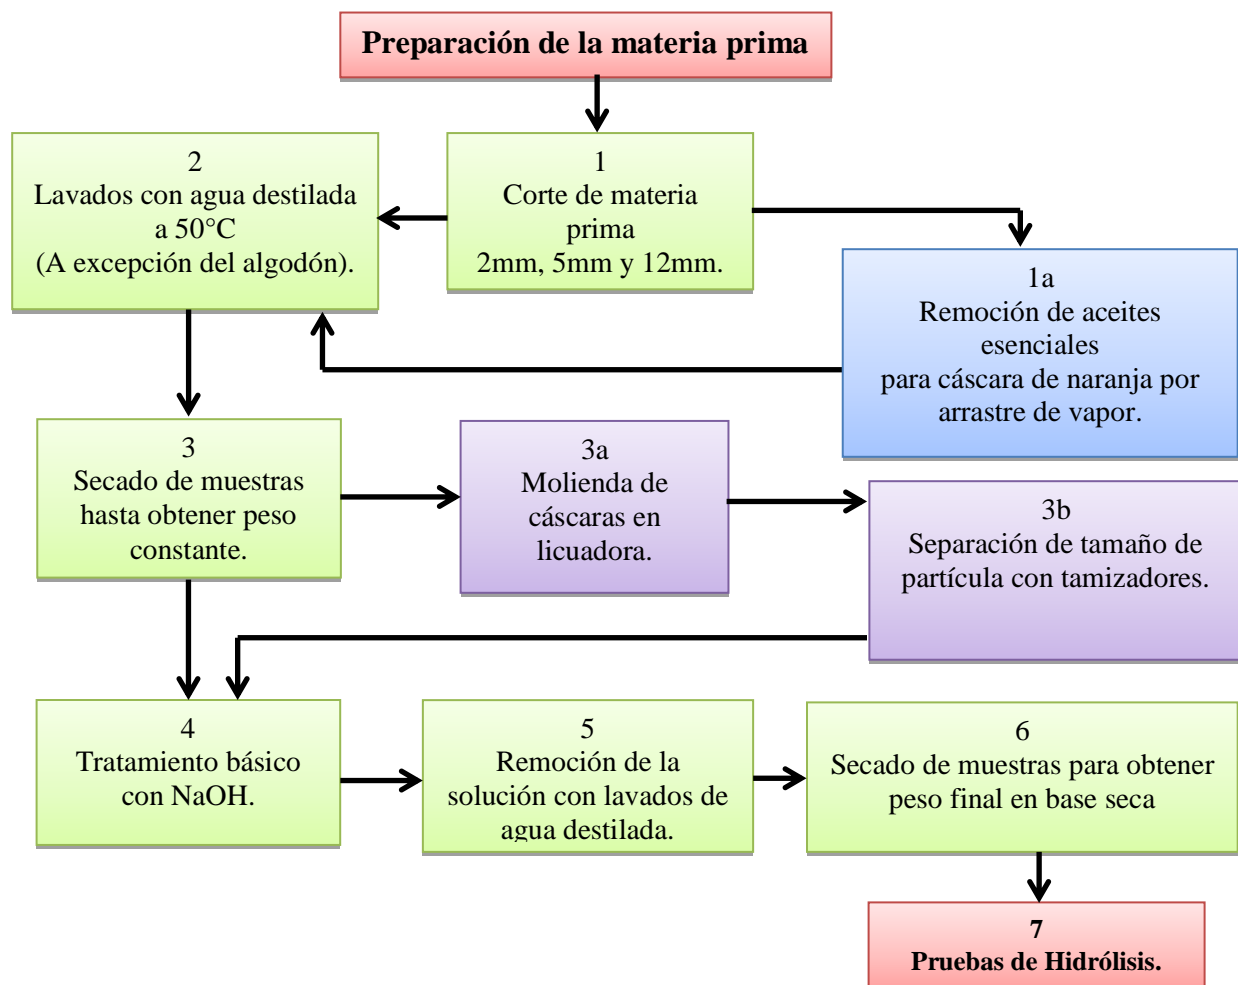 Preparación de la materia prima
1
Corte de materia
prima
2mm, 5mm y 12mm.
2
Lavados con agua destilada
a 50°C
(A excepción del algodón).
1a
Remoción de aceites
esenciales
para cáscara de naranja por
arrastre de vapor.
3
Secado de muestras
hasta obtener peso
constante.
3a
Molienda de
cáscaras en
licuadora.
3b
Separación de tamaño de
partícula con tamizadores.
4
Tratamiento básico
con NaOH.
5
Remoción de la
solución con lavados de
agua destilada.
6
Secado de muestras para obtener
peso final en base seca
7
Pruebas de Hidrólisis.